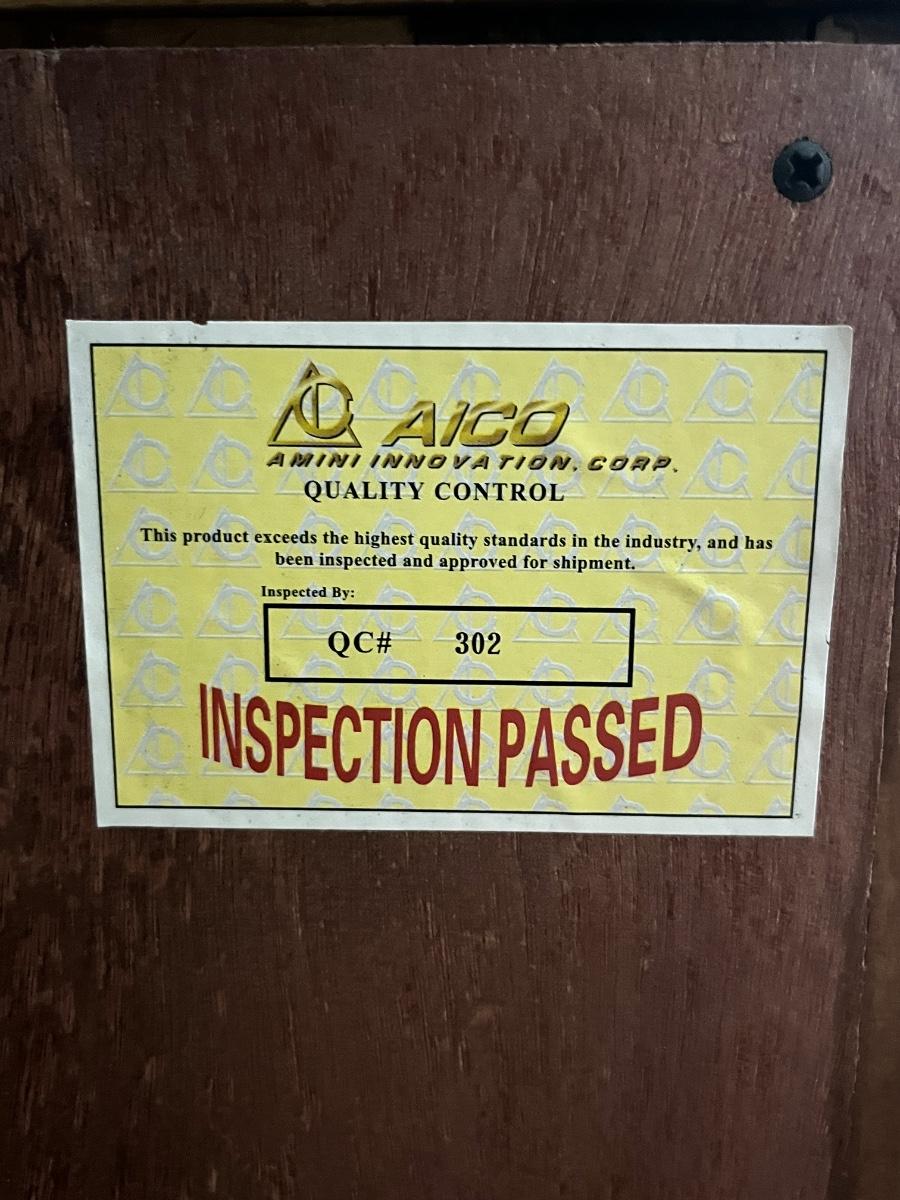 AICO
AMINI INNOVATION, CORP.
QUALITY CONTROL
This product exceeds the highest quality standards in the industry, and has
been inspected and approved for shipment.
Inspected By:
QC# 302
INSPECTION PASSED